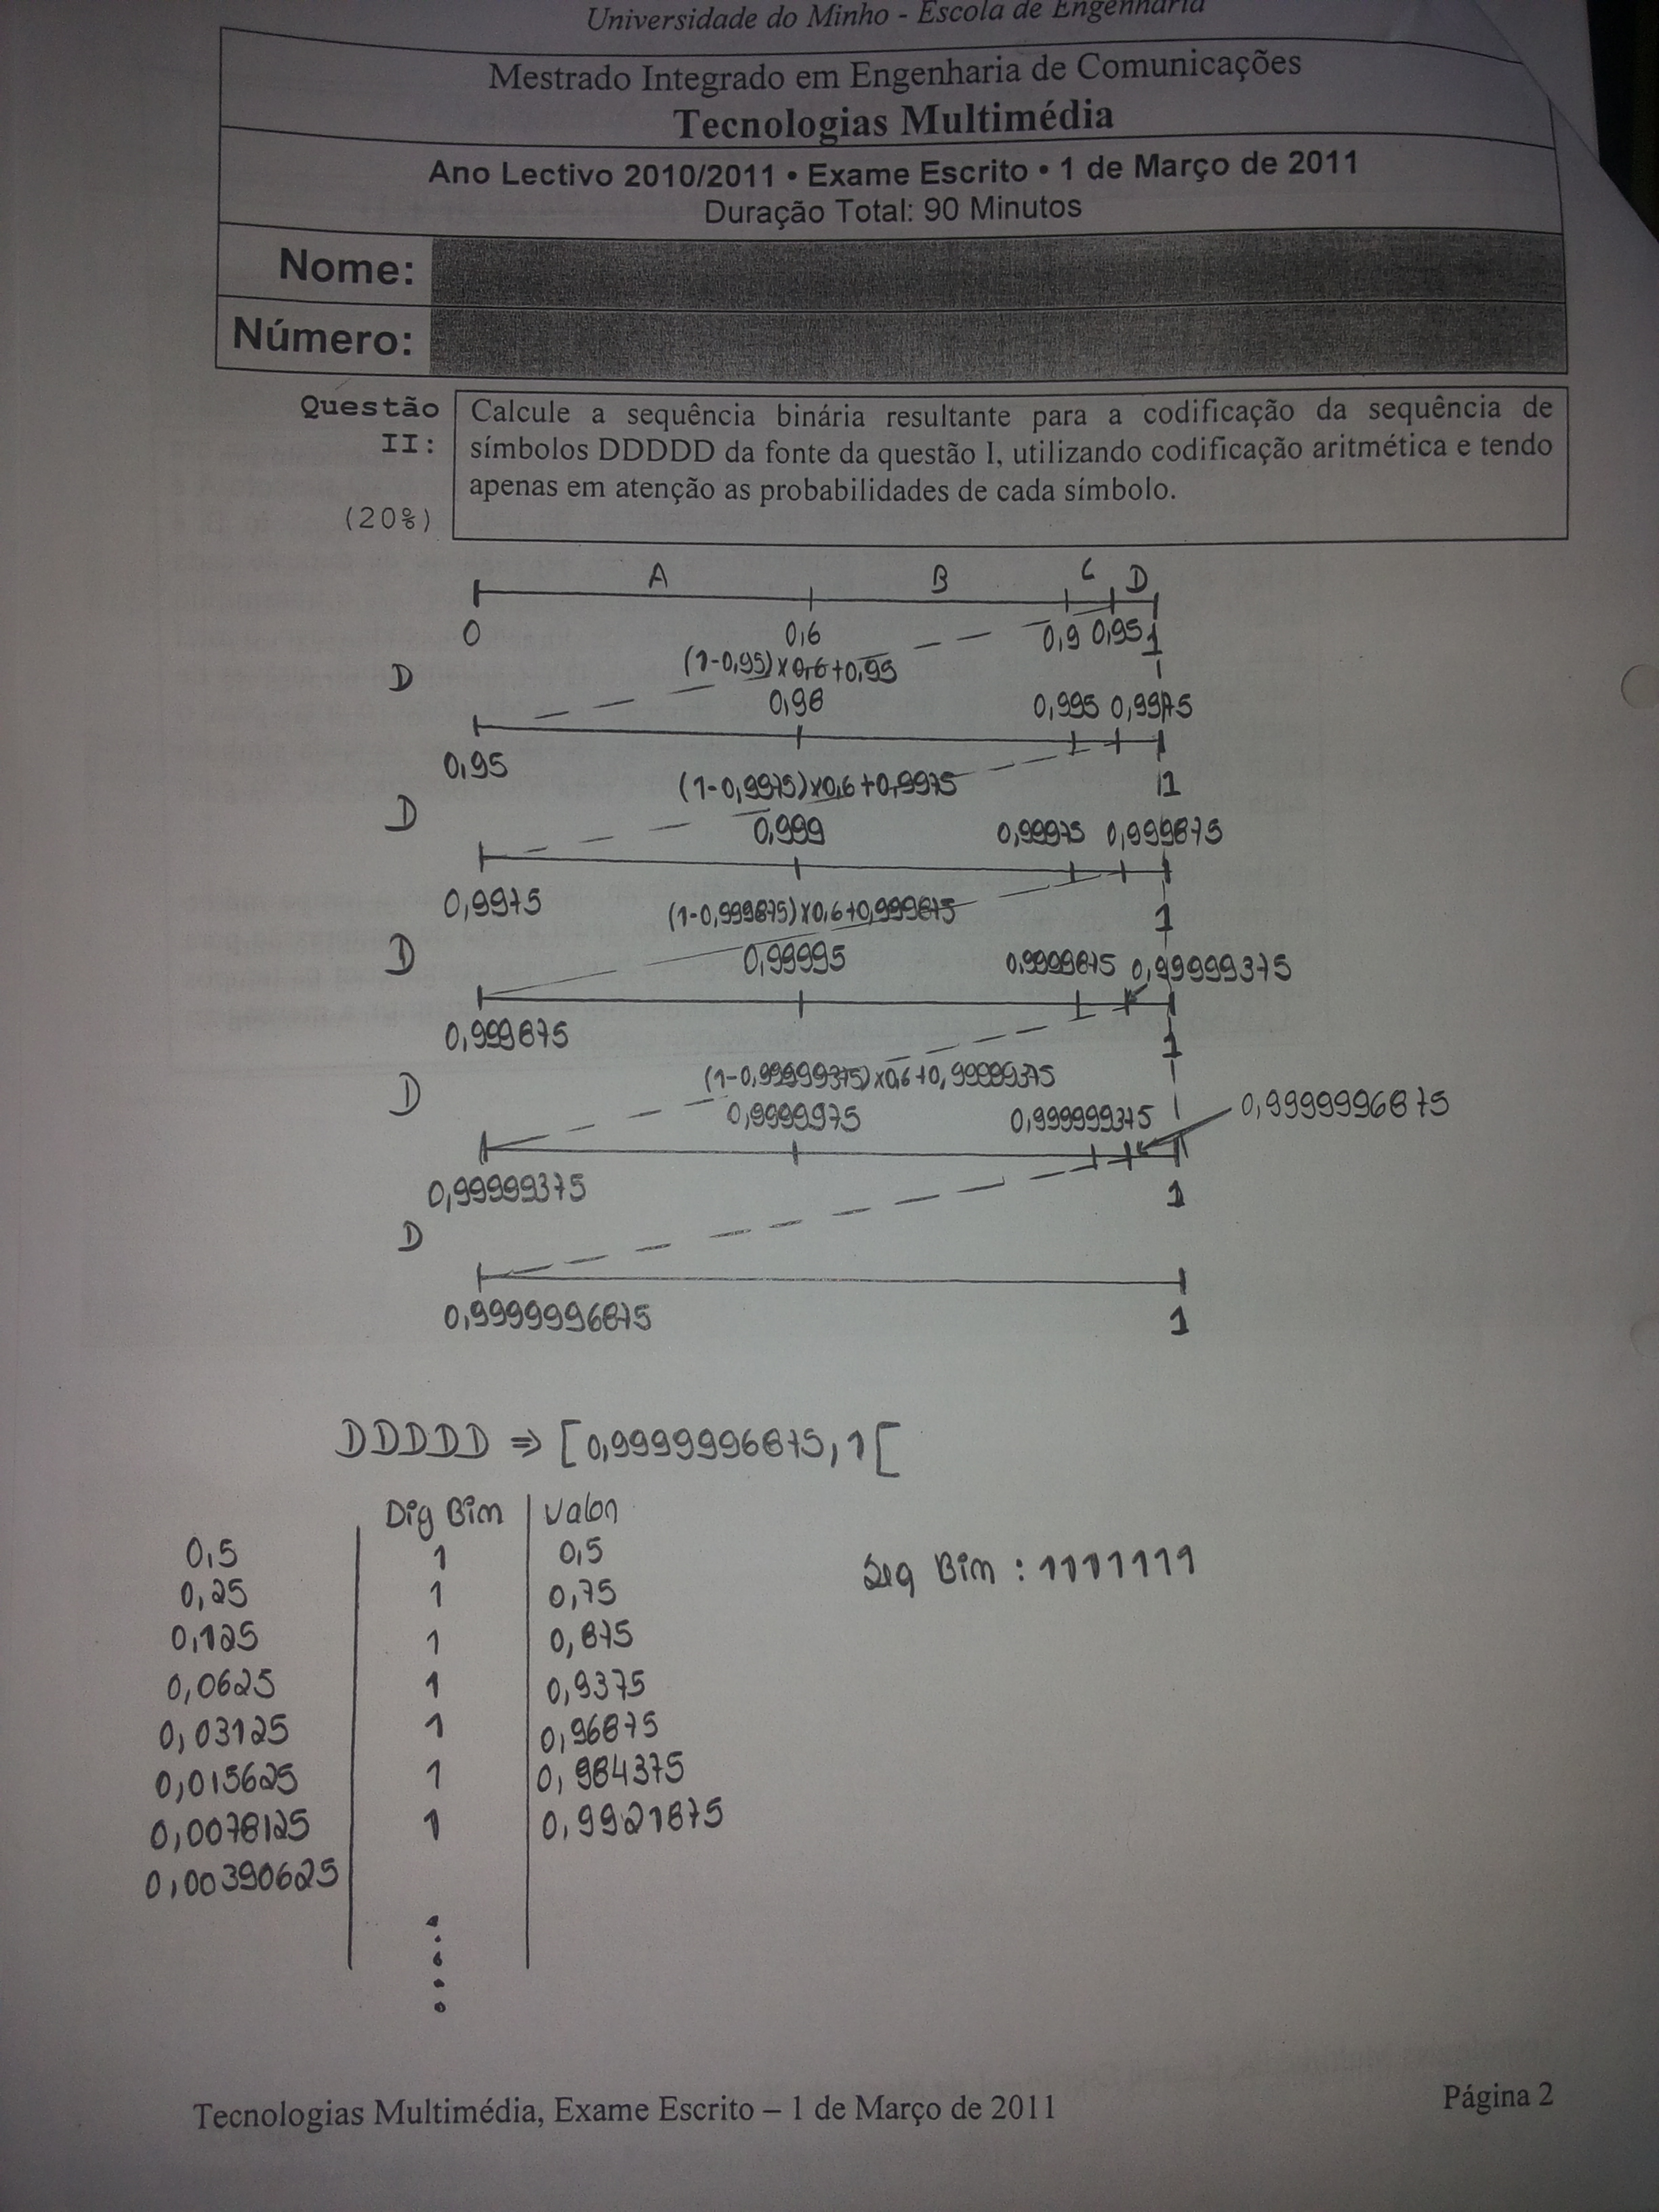 Universidade do Minho - Escola de Engenharia
Mestrado Integrado em Engenharia de Comunicações
Tecnologias Multimédia
Ano Lectivo 2010/2011 • Exame Escrito • 1 de Março de 2011
Duração Total: 90 Minutos
Nome:
Número:
Questão II: (20%)
Calcule a sequência binária resultante para a codificação da sequência de
símbolos DDDDD da fonte da questão I, utilizando codificação aritmética e tendo
apenas em atenção as probabilidades de cada símbolo.
A B C D
0 0,6 0,9 0,95 1
(1-0,95)x0,6+0,95
D
0,98 0,995 0,9975
0,95 1
(1-0,9975)x0,6+0,9975
D
0,999 0,99975 0,999875
0,9975 1
(1-0,999875)x0,6+0,999875
D
0,99995 0,9999875 0,99999375
0,999875 1
(1-0,99999375)x0,6+0,99999375
D
0,9999975 0,999999375 0,9999996875
0,99999375 1
D
0,9999996875 1
DDDDD ⇒ [0,9999996875, 1[
Dig Bin Valor
0,5 1 0,5
0,25 1 0,75
0,125 1 0,875
0,0625 1 0,9375
0,03125 1 0,96875
0,015625 1 0,984375
0,0078125 1 0,9921875
0,00390625
Seq Bin : 1111111
Tecnologias Multimédia, Exame Escrito – 1 de Março de 2011
Página 2